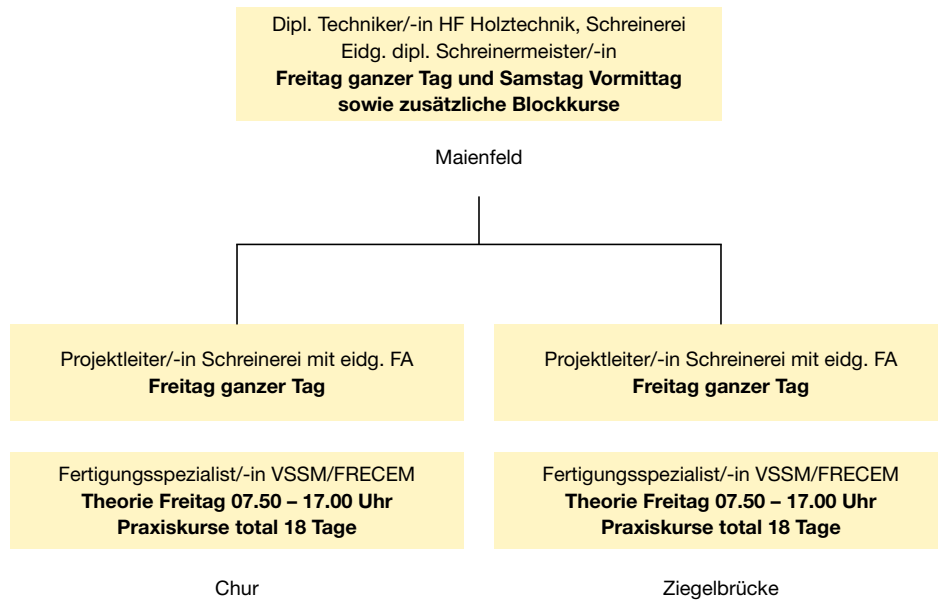 Dipl. Techniker/-in HF Holztechnik, Schreinerei
Eidg. dipl. Schreinermeister/-in
Freitag ganzer Tag und Samstag Vormittag
sowie zusätzliche Blockkurse
Maienfeld
Projektleiter/-in Schreinerei mit eidg. FA
Freitag ganzer Tag
Projektleiter/-in Schreinerei mit eidg. FA
Freitag ganzer Tag
Fertigungsspezialist/-in VSSM/FRECEM
Theorie Freitag 07.50 – 17.00 Uhr
Praxiskurse total 18 Tage
Fertigungsspezialist/-in VSSM/FRECEM
Theorie Freitag 07.50 – 17.00 Uhr
Praxiskurse total 18 Tage
Chur
Ziegelbrücke